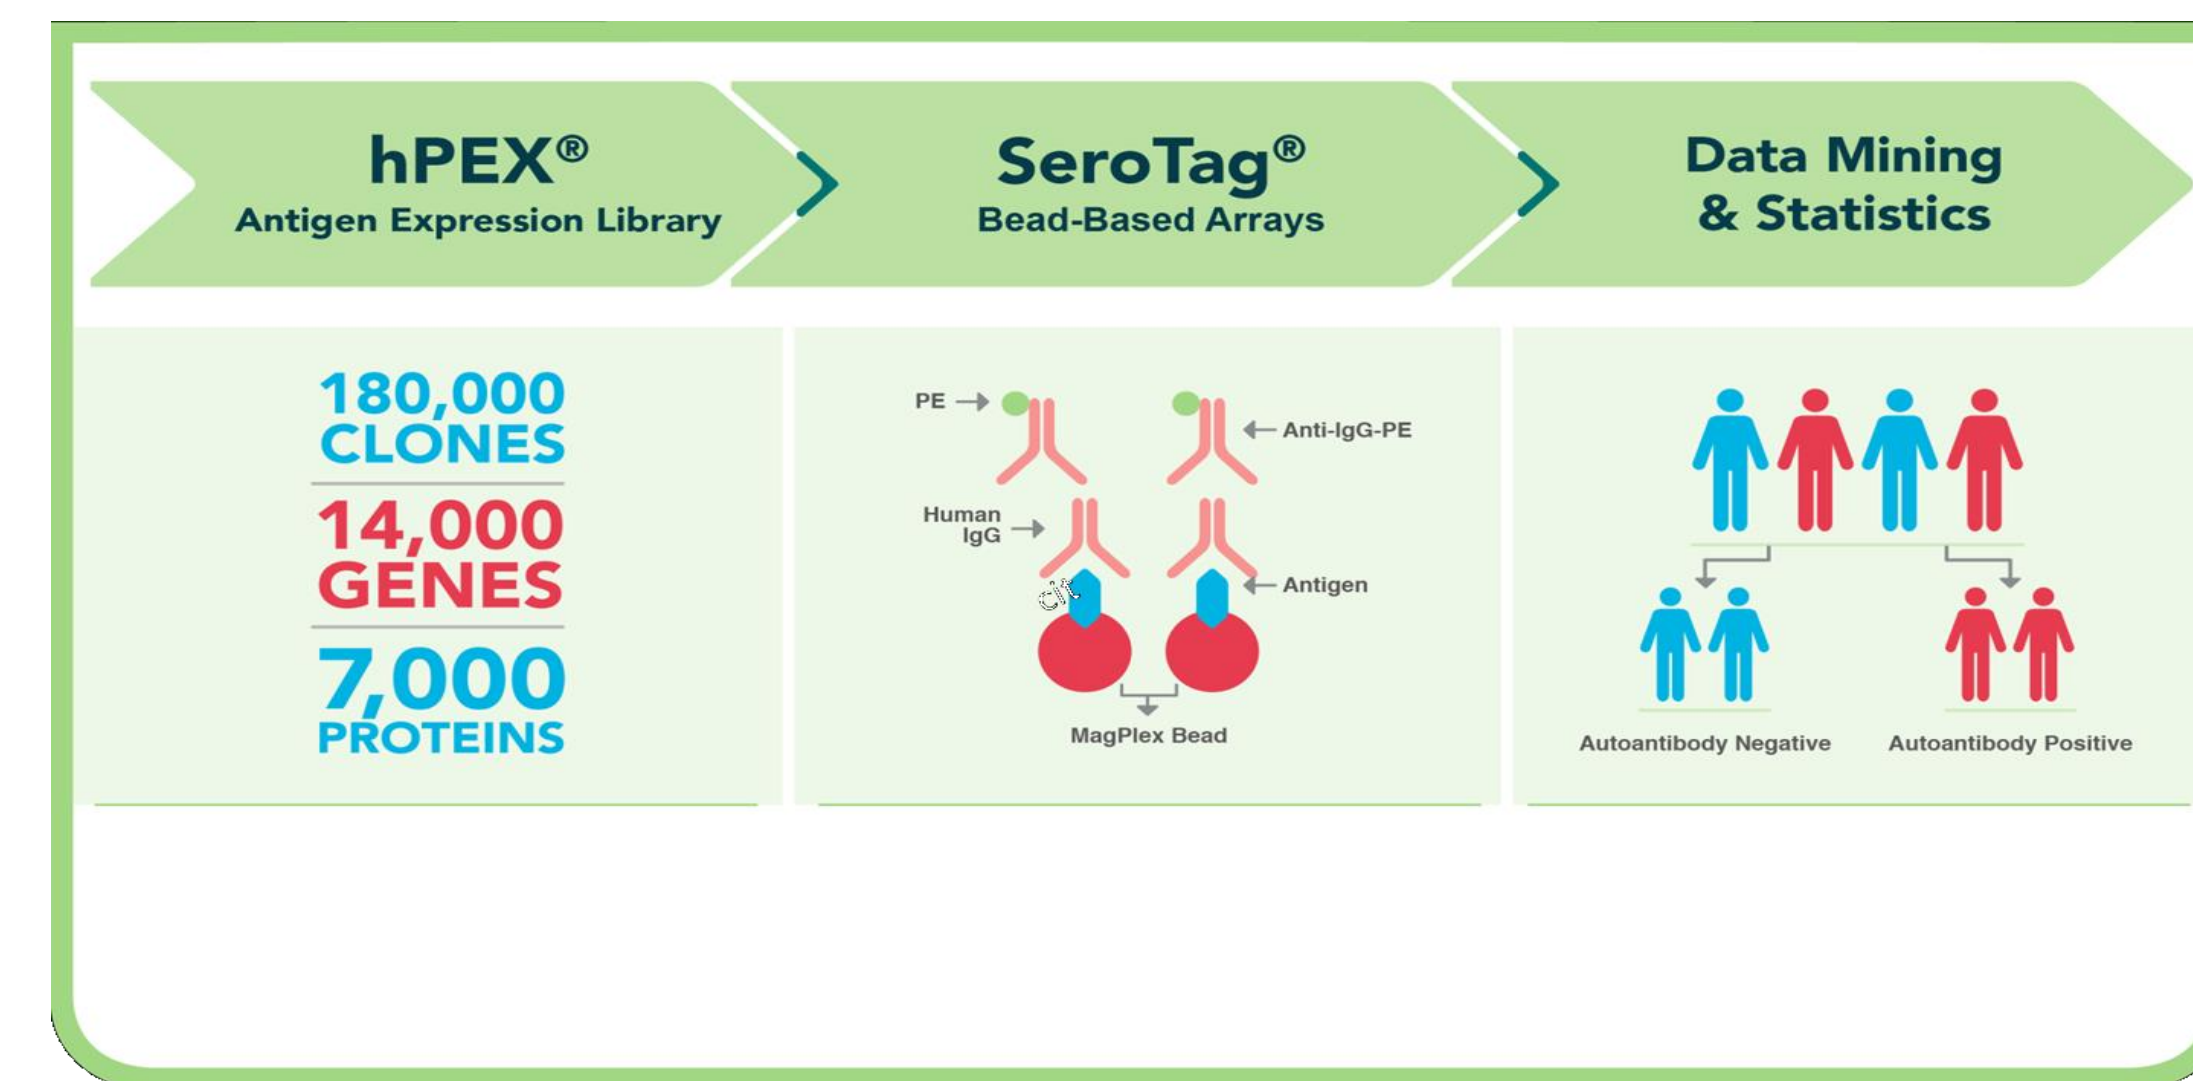 hPEX®
Antigen Expression Library
SeroTag®
Bead-Based Arrays
Data Mining
& Statistics
180,000
CLONES
14,000
GENES
7,000
PROTEINS
PE
Anti-IgG-PE
Human
IgG
cit
Antigen
MagPlex Bead
Autoantibody Negative
Autoantibody Positive